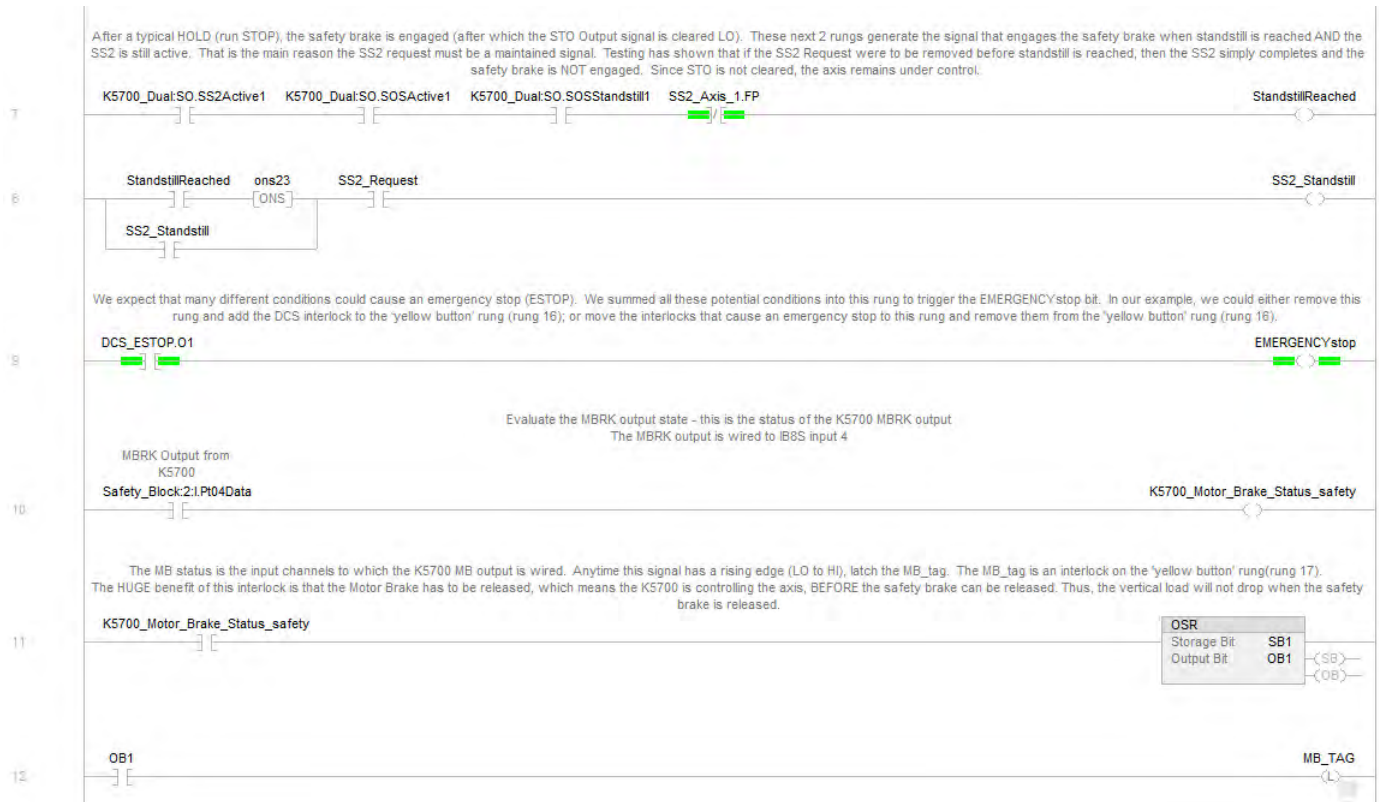 After a typical HOLD (run STOP), the safety brake is engaged (after which the STO Output signal is cleared LO). These next 2 rungs generate the signal that engages the safety brake when standstill is reached AND the
SS2 is still active. That is the main reason the SS2 request must be a maintained signal. Testing has shown that if the SS2 Request were to be removed before standstill is reached, then the SS2 simply completes and the
safety brake is NOT engaged. Since STO is not cleared, the axis remains under control.
K5700_Dual:SO.SS2Active1 K5700_Dual:SO.SOSActive1 K5700_Dual:SO.SOSStandstill1 SS2_Axis_1.FP StandstillReached
7
StandstillReached ons23 SS2_Request SS2_Standstill
8 ONS
SS2_Standstill
We expect that many different conditions could cause an emergency stop (ESTOP). We summed all these potential conditions into this rung to trigger the EMERGENCYstop bit. In our example, we could either remove this
rung and add the DCS interlock to the 'yellow button' rung (rung 16); or move the interlocks that cause an emergency stop to this rung and remove them from the 'yellow button' rung (rung 16).
DCS_ESTOP.O1 EMERGENCYstop
9
Evaluate the MBRK output state - this is the status of the K5700 MBRK output
The MBRK output is wired to IB8S input 4
MBRK Output from
K5700
Safety_Block:2:I.Pt04Data K5700_Motor_Brake_Status_safety
10
The MB status is the input channels to which the K5700 MB output is wired. Anytime this signal has a rising edge (LO to HI), latch the MB_tag. The MB_tag is an interlock on the 'yellow button' rung(rung 17).
The HUGE benefit of this interlock is that the Motor Brake has to be released, which means the K5700 is controlling the axis, BEFORE the safety brake can be released. Thus, the vertical load will not drop when the safety
brake is released.
K5700_Motor_Brake_Status_safety OSR
11 Storage Bit SB1
Output Bit OB1 (SB)
(OB)
OB1 MB_TAG
12 (L)